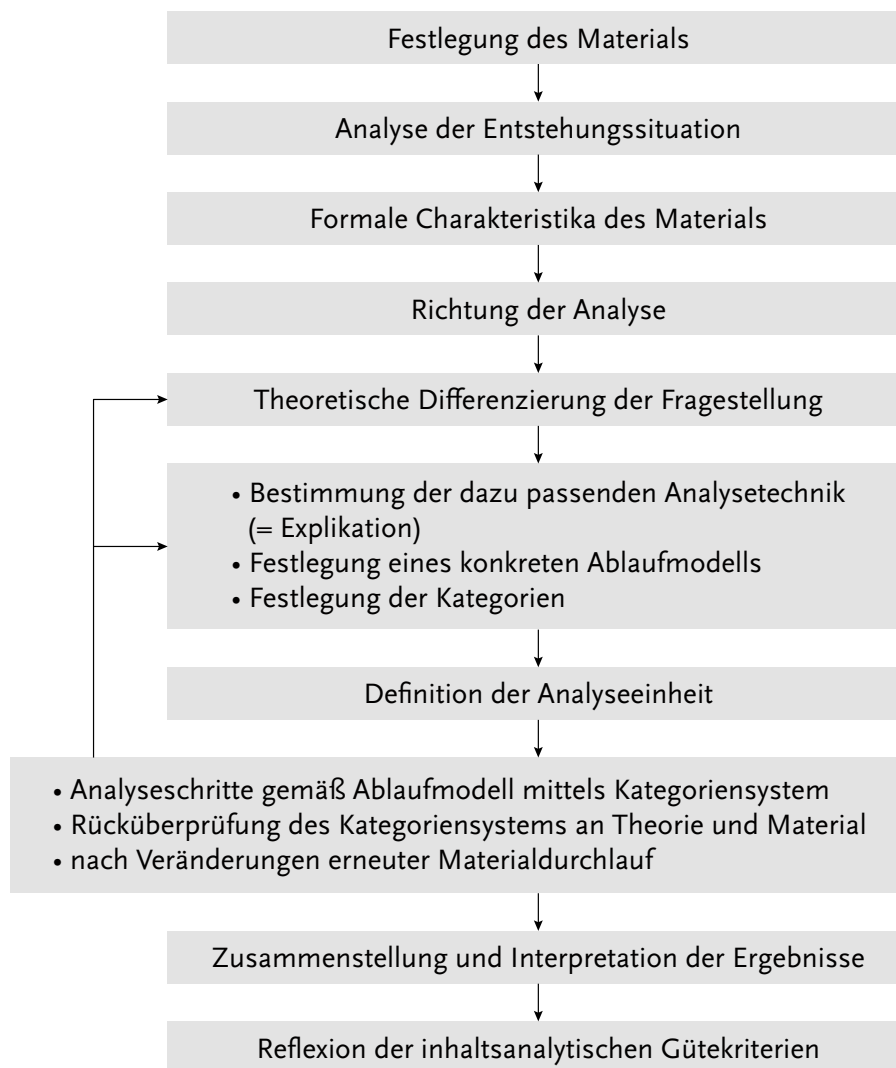 Festlegung des Materials
Analyse der Entstehungssituation
Formale Charakteristika des Materials
Richtung der Analyse
Theoretische Differenzierung der Fragestellung
• Bestimmung der dazu passenden Analysetechnik
(= Explikation)
• Festlegung eines konkreten Ablaufmodells
• Festlegung der Kategorien
Definition der Analyseeinheit
• Analyseschritte gemäß Ablaufmodell mittels Kategoriensystem
• Rücküberprüfung des Kategoriensystems an Theorie und Material
• nach Veränderungen erneuter Materialdurchlauf
Zusammenstellung und Interpretation der Ergebnisse
Reflexion der inhaltsanalytischen Gütekriterien